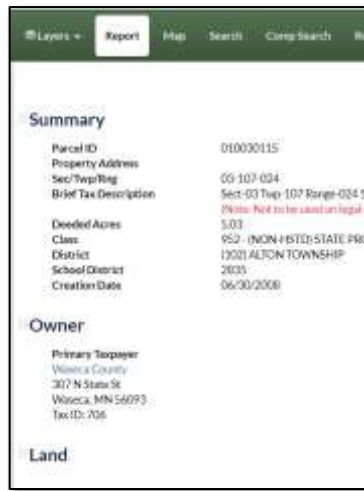 Layers Report Map Search Comp Search
Summary
Parcel ID 010030115
Property Address
Sec/Twp/Rng 03-107-024
Brief Tax Description Sect-03 Twp-107 Range-024
(Note: Not to be used on legal
Deeded Acres 5.03
Class 952 - (NON-HSTD) STATE
District (102) ALTON TOWNSHIP
School District 2835
Creation Date 06/30/2008
Owner
Primary Taxpayer
Waseca County
307 N State St
Waseca, MN 56093
Tax ID: 706
Land